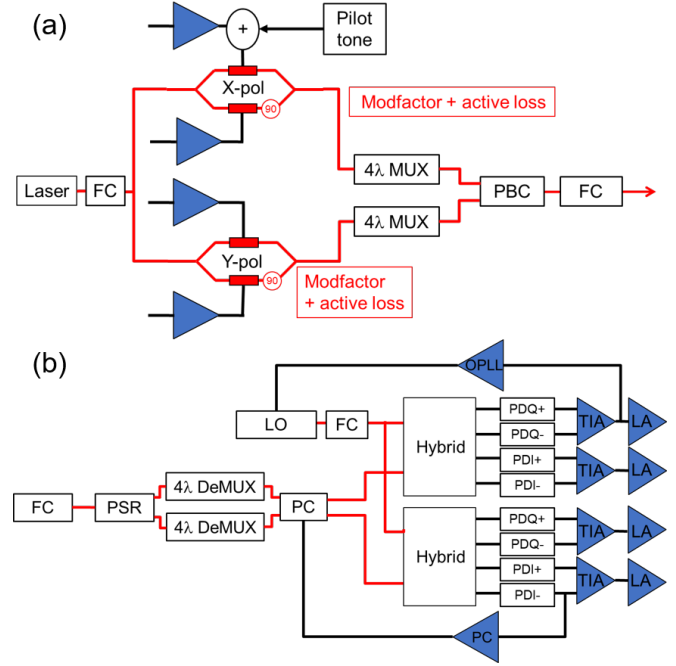 (a)
+
Pilot
tone
X-pol
90
Modfactor + active loss
4λ MUX
Laser
FC
PBC
FC
4λ MUX
Y-pol
90
Modfactor
+ active loss
(b)
OPLL
LO
FC
Hybrid
PDQ+
PDQ-
PDI+
PDI-
TIA
LA
TIA
LA
FC
PSR
4λ DeMUX
4λ DeMUX
PC
Hybrid
PDQ+
PDQ-
PDI+
PDI-
TIA
LA
TIA
LA
PC